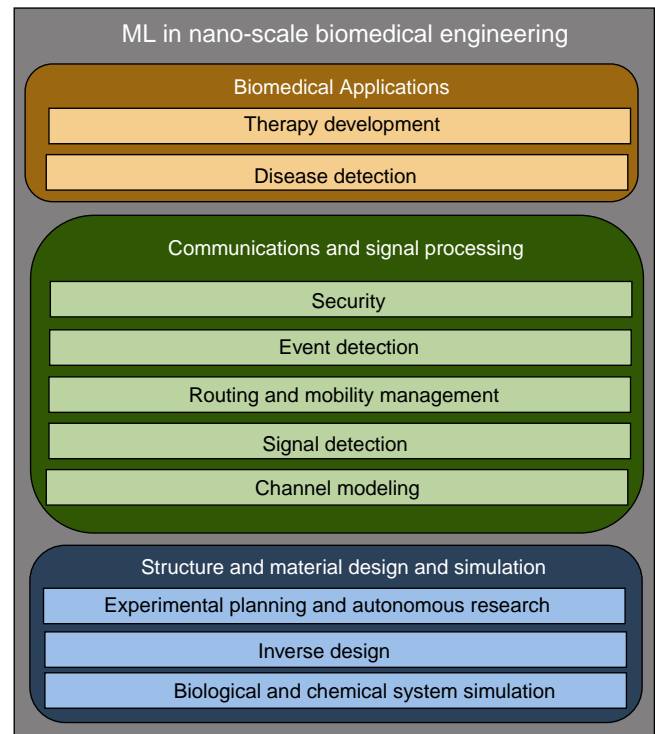 ML in nano-scale biomedical engineering
Biomedical Applications
Therapy development
Disease detection
Communications and signal processing
Security
Event detection
Routing and mobility management
Signal detection
Channel modeling
Structure and material design and simulation
Experimental planning and autonomous research
Inverse design
Biological and chemical system simulation